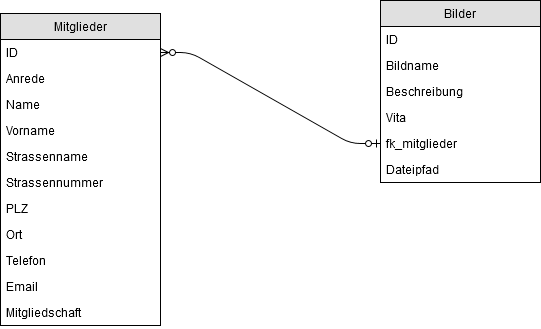 Mitglieder
ID
Anrede
Name
Vorname
Strassenname
Strassennummer
PLZ
Ort
Telefon
Email
Mitgliedschaft
Bilder
ID
Bildname
Beschreibung
Vita
fk_mitglieder
Dateipfad